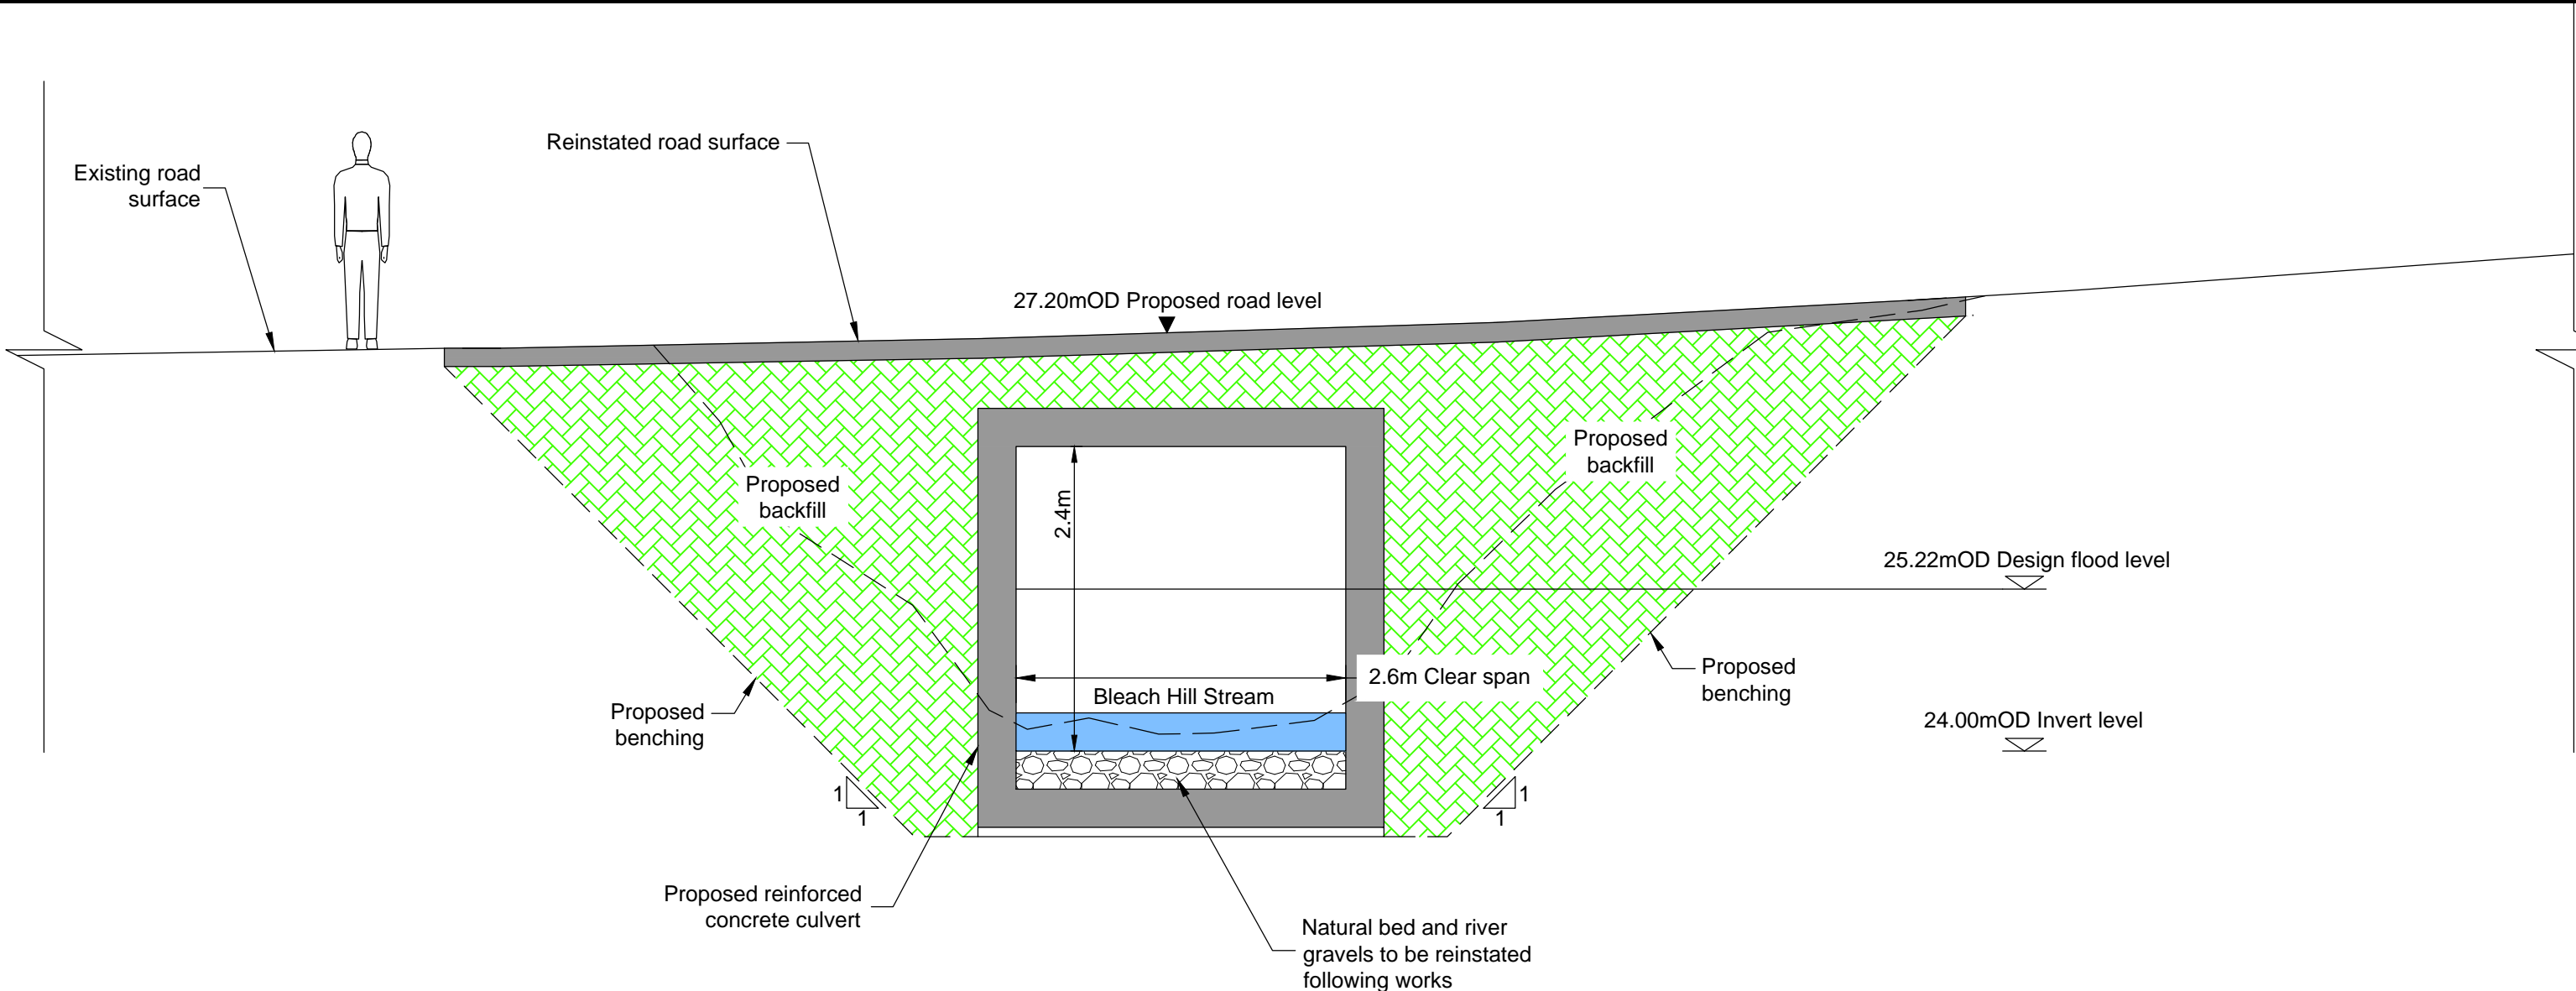 Reinstated road surface
Existing road
surface
27.20mOD Proposed road level
Proposed
backfill
Proposed
backfill
2.4m
25.22mOD Design flood level
2.6m Clear span
Bleach Hill Stream
Proposed
benching
Proposed
benching
24.00mOD Invert level
1
1
1
1
Proposed reinforced
concrete culvert
Natural bed and river
gravels to be reinstated
following works